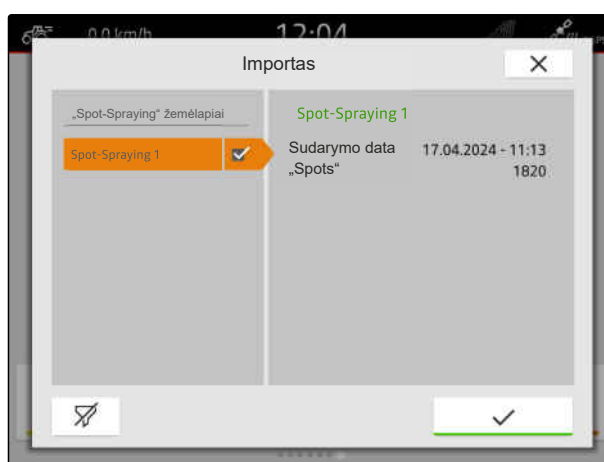 0.0 km/h 12:04
Importas
„Spot-Spraying“ žemėlapiai
Spot-Spraying 1
Spot-Spraying 1
Sudarymo data 17.04.2024 - 11:13
„Spots“ 1820